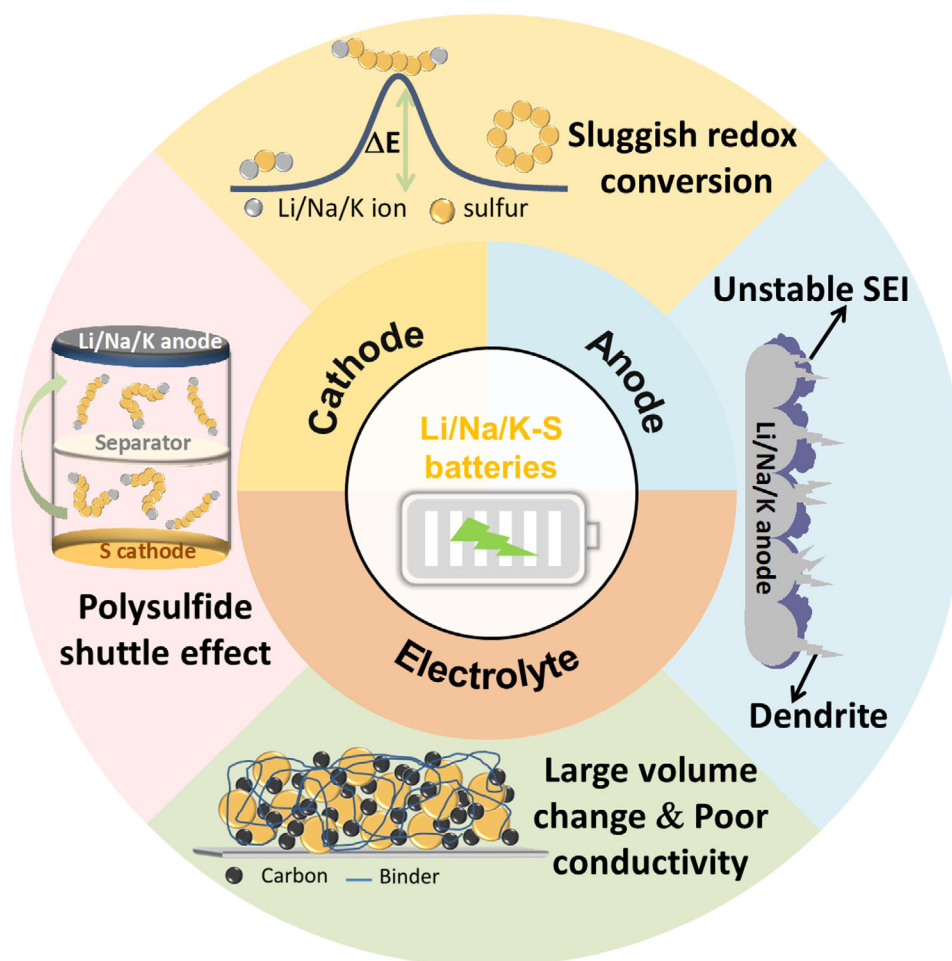 ΔE
Sluggish redox
conversion
Li/Na/K ion
sulfur
Unstable SEI
Li/Na/K anode
Dendrite
Li/Na/K anode
Separator
S cathode
Polysulfide
shuttle effect
Cathode
Anode
Electrolyte
Li/Na/K-S
batteries
Large volume
change & Poor
conductivity
Carbon
Binder